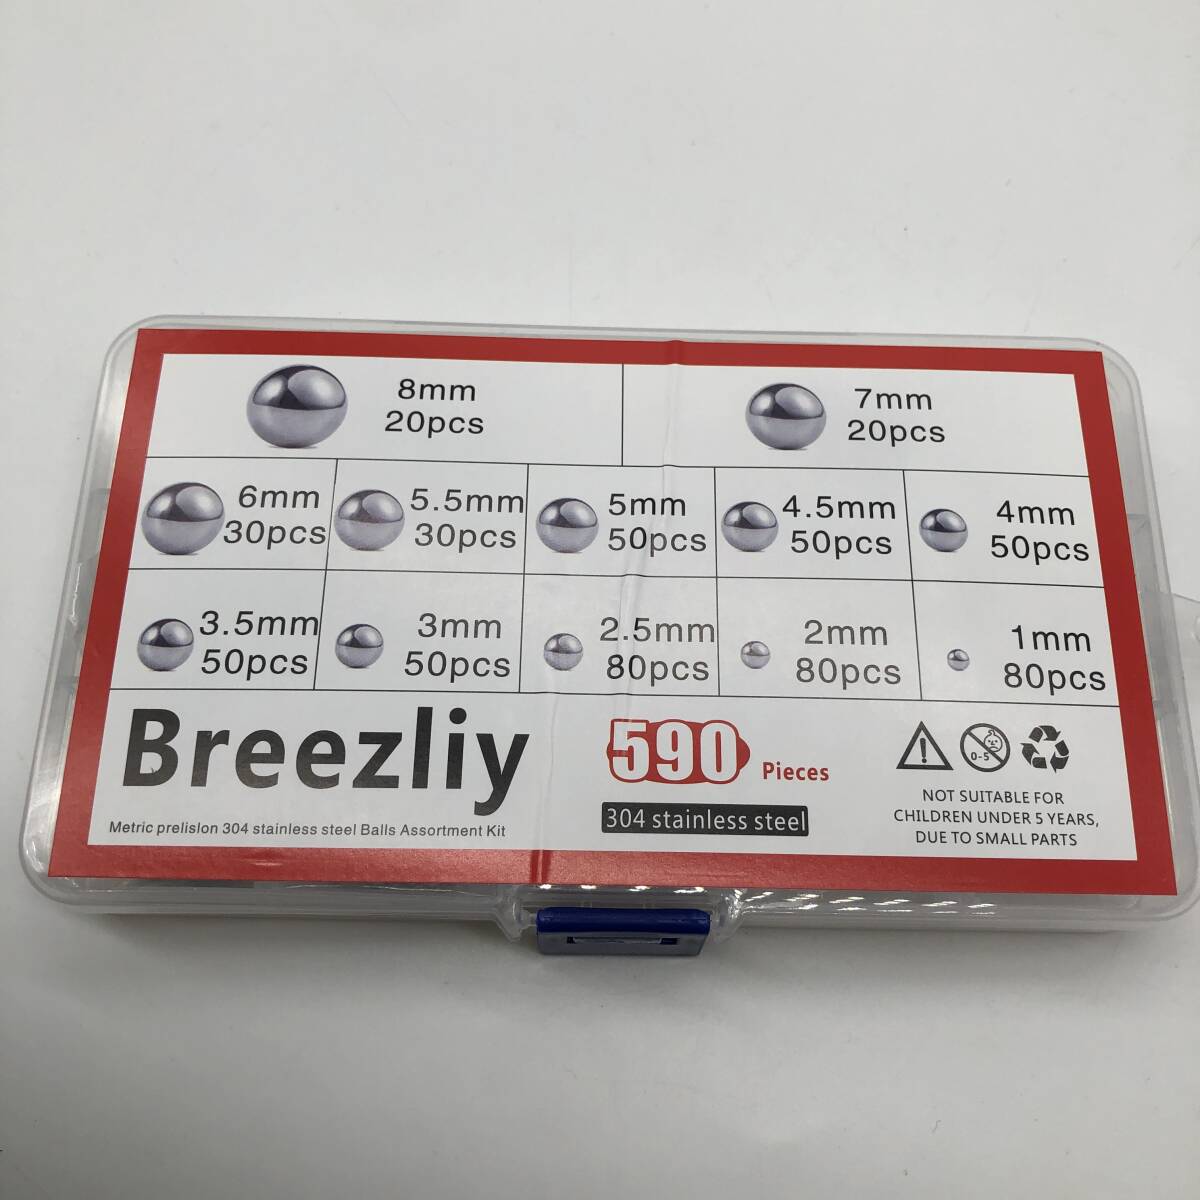 8mm
20pcs
7mm
20pcs
6mm
30pcs
5.5mm
30pcs
5mm
50pcs
4.5mm
50pcs
4mm
50pcs
3.5mm
50pcs
3mm
50pcs
2.5mm
80pcs
2mm
80pcs
1mm
80pcs
Breezliy
Metric prelislon 304 stainless steel Balls Assortment Kit
590 Pieces
304 stainless steel
0-5
NOT SUITABLE FOR
CHILDREN UNDER 5 YEARS,
DUE TO SMALL PARTS